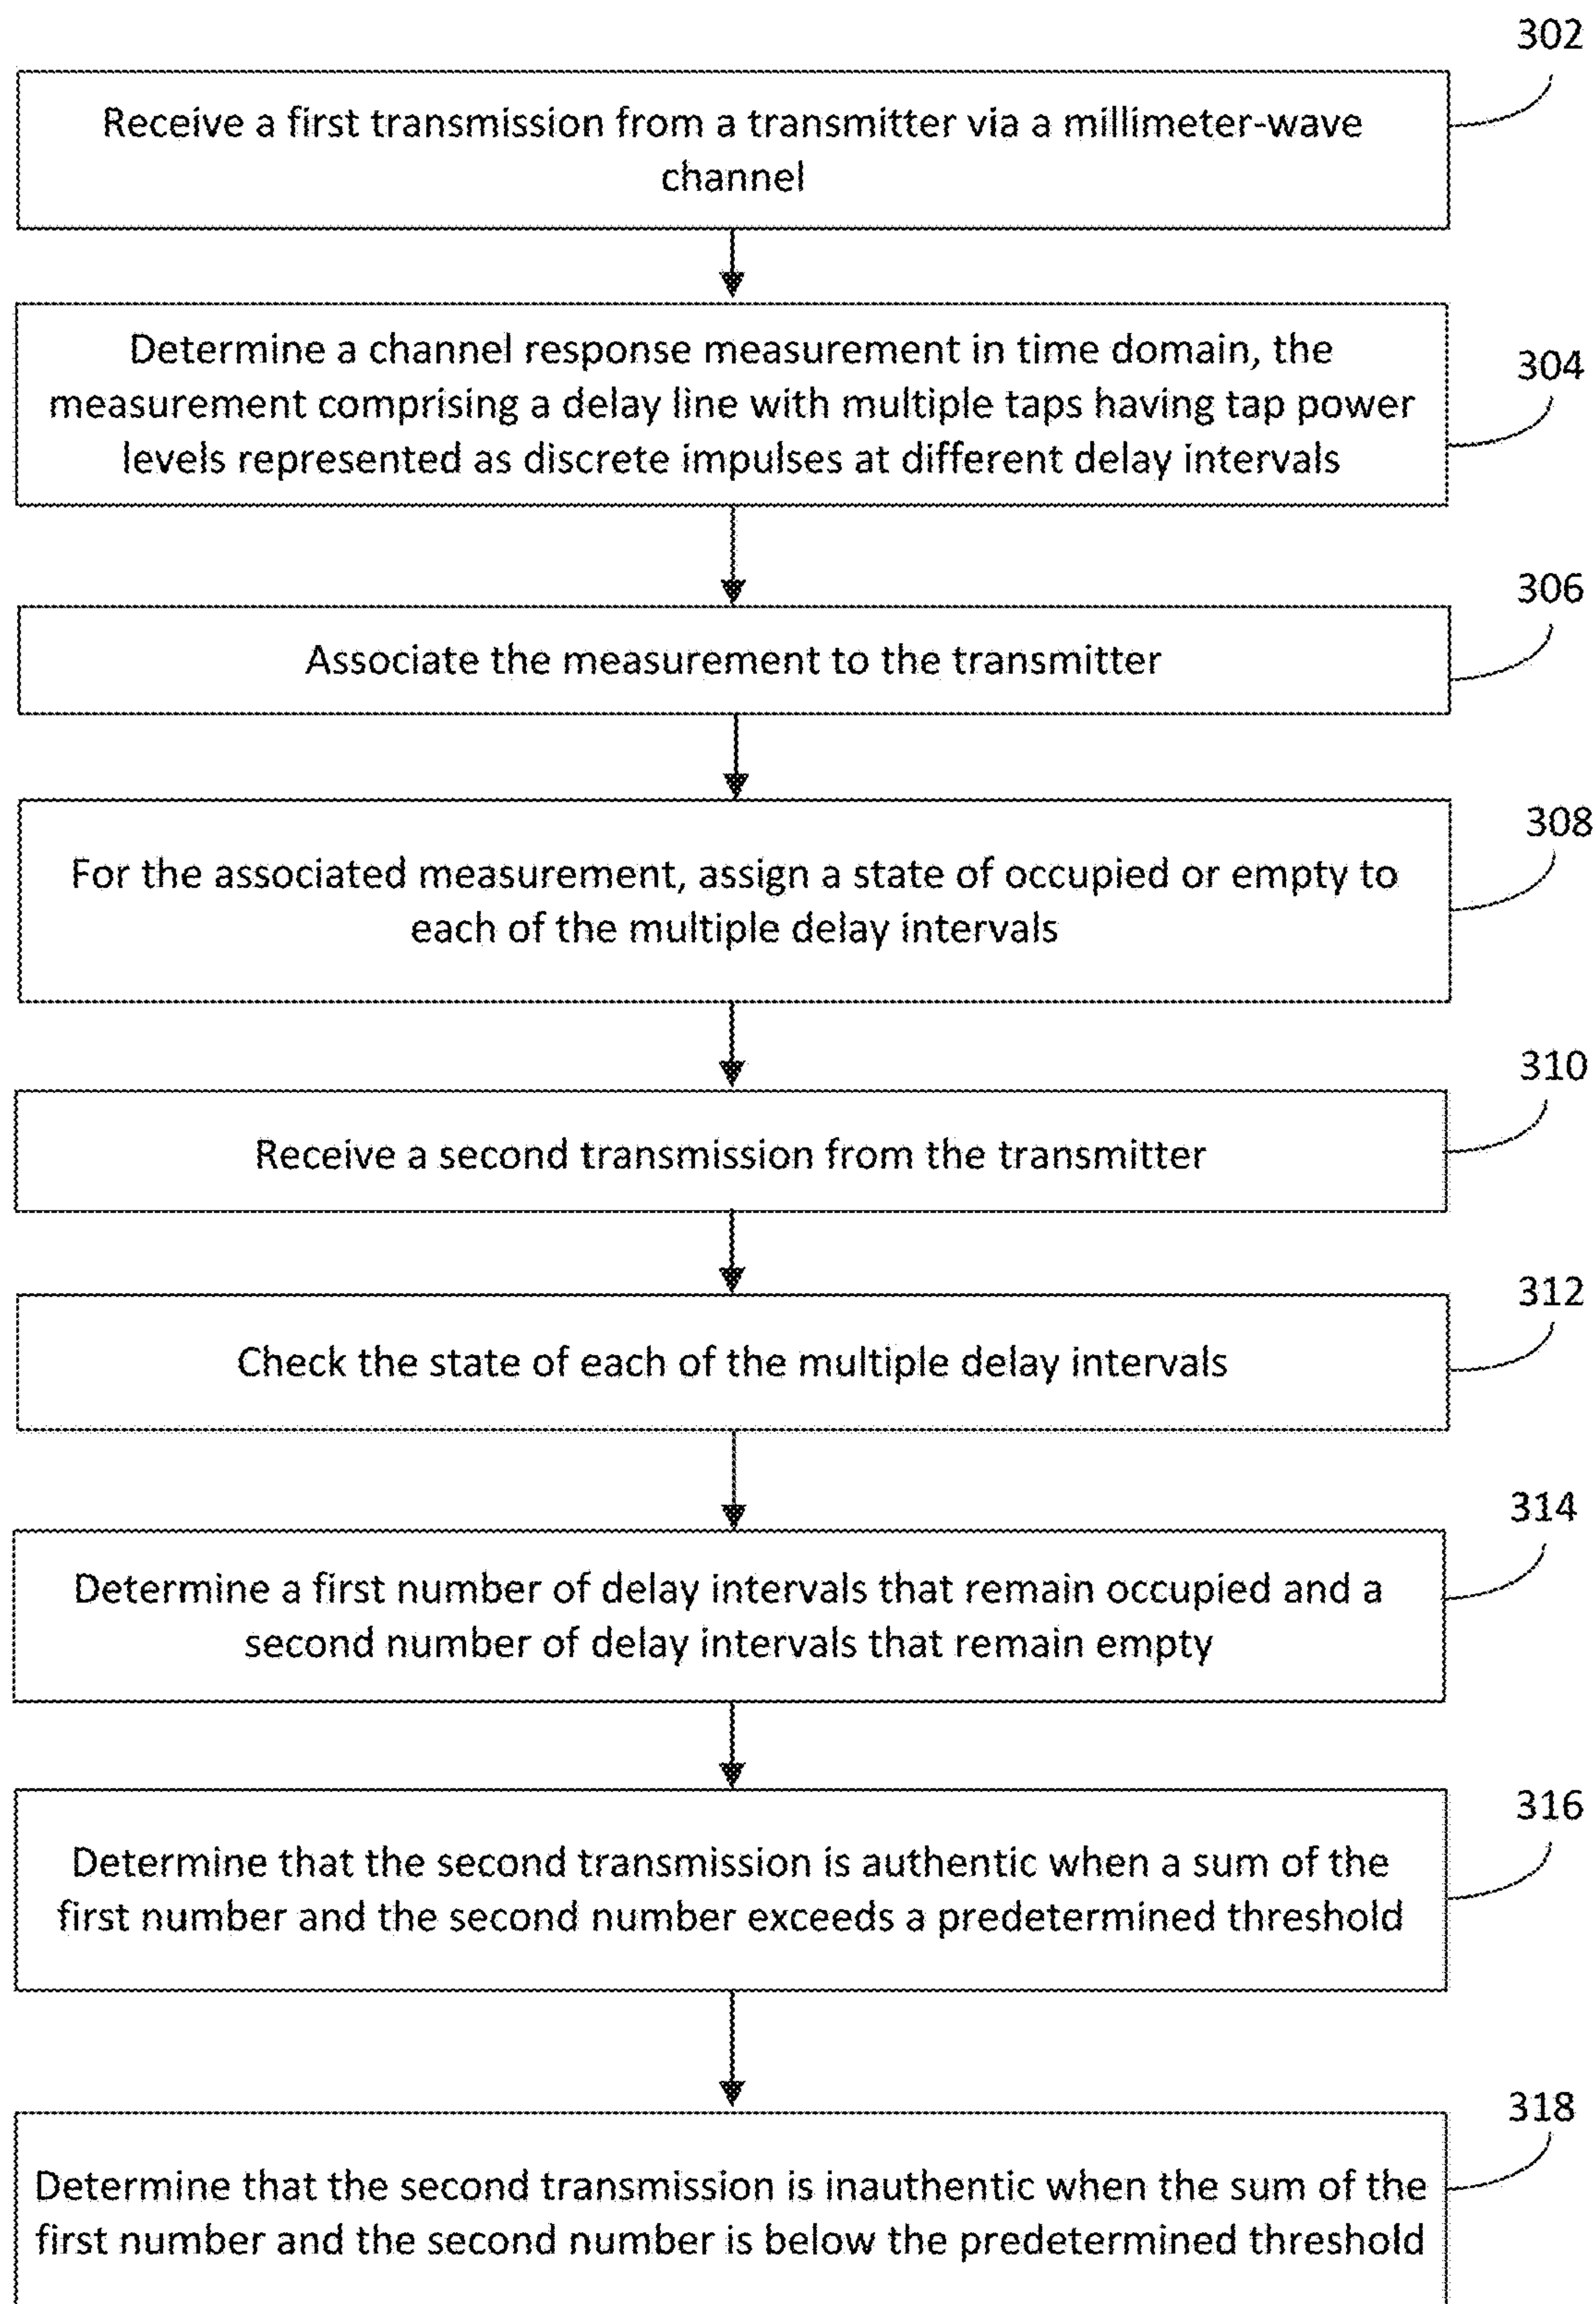 302
Receive a first transmission from a transmitter via a millimeter-wave
channel
Determine a channel response measurement in time domain, the
measurement comprising a delay line with multiple taps having tap power
levels represented as discrete impulses at different delay intervals
304
306
Associate the measurement to the transmitter
308
For the associated measurement, assign a state of occupied or empty to
each of the multiple delay intervals
310
Receive a second transmission from the transmitter
312
Check the state of each of the multiple delay intervals
314
Determine a first number of delay intervals that remain occupied and a
second number of delay intervals that remain empty
316
Determine that the second transmission is authentic when a sum of the
first number and the second number exceeds a predetermined threshold
318
Determine that the second transmission is inauthentic when the sum of the
first number and the second number is below the predetermined threshold